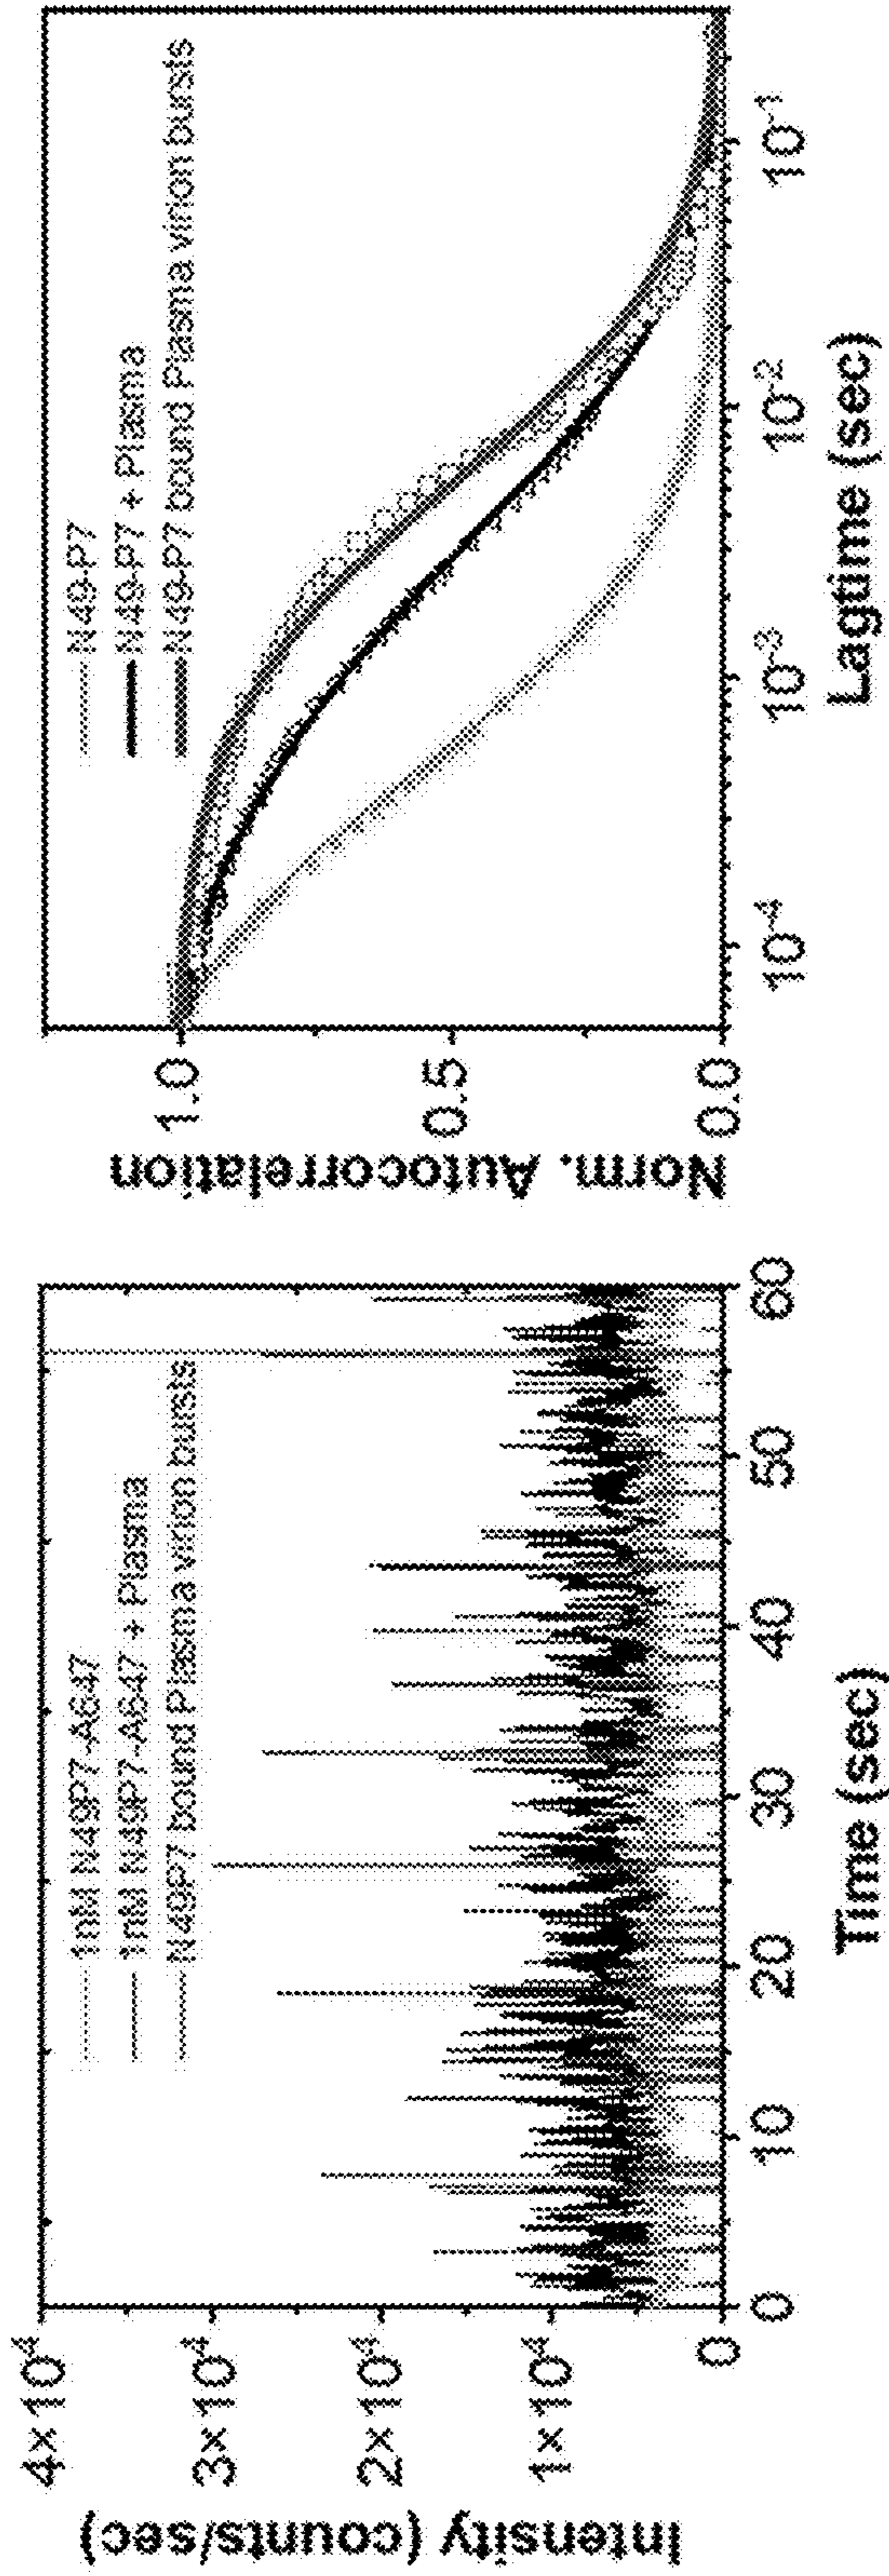 Intensity (counts/sec)
4×10⁴
3×10⁴
2×10⁴
1×10⁴
0
1nM N49P7-A647
1nM N49P7-A647 + Plasma
N49P7 bound Plasma virion bursts
0
10
20
30
40
50
60
Time (sec)
Norm. Autocorrelation
1.0
0.5
0.0
N49-P7
N49-P7 + Plasma
N49-P7 bound Plasma virion bursts
10⁻⁴
10⁻³
10⁻²
10⁻¹
Lagtime (sec)